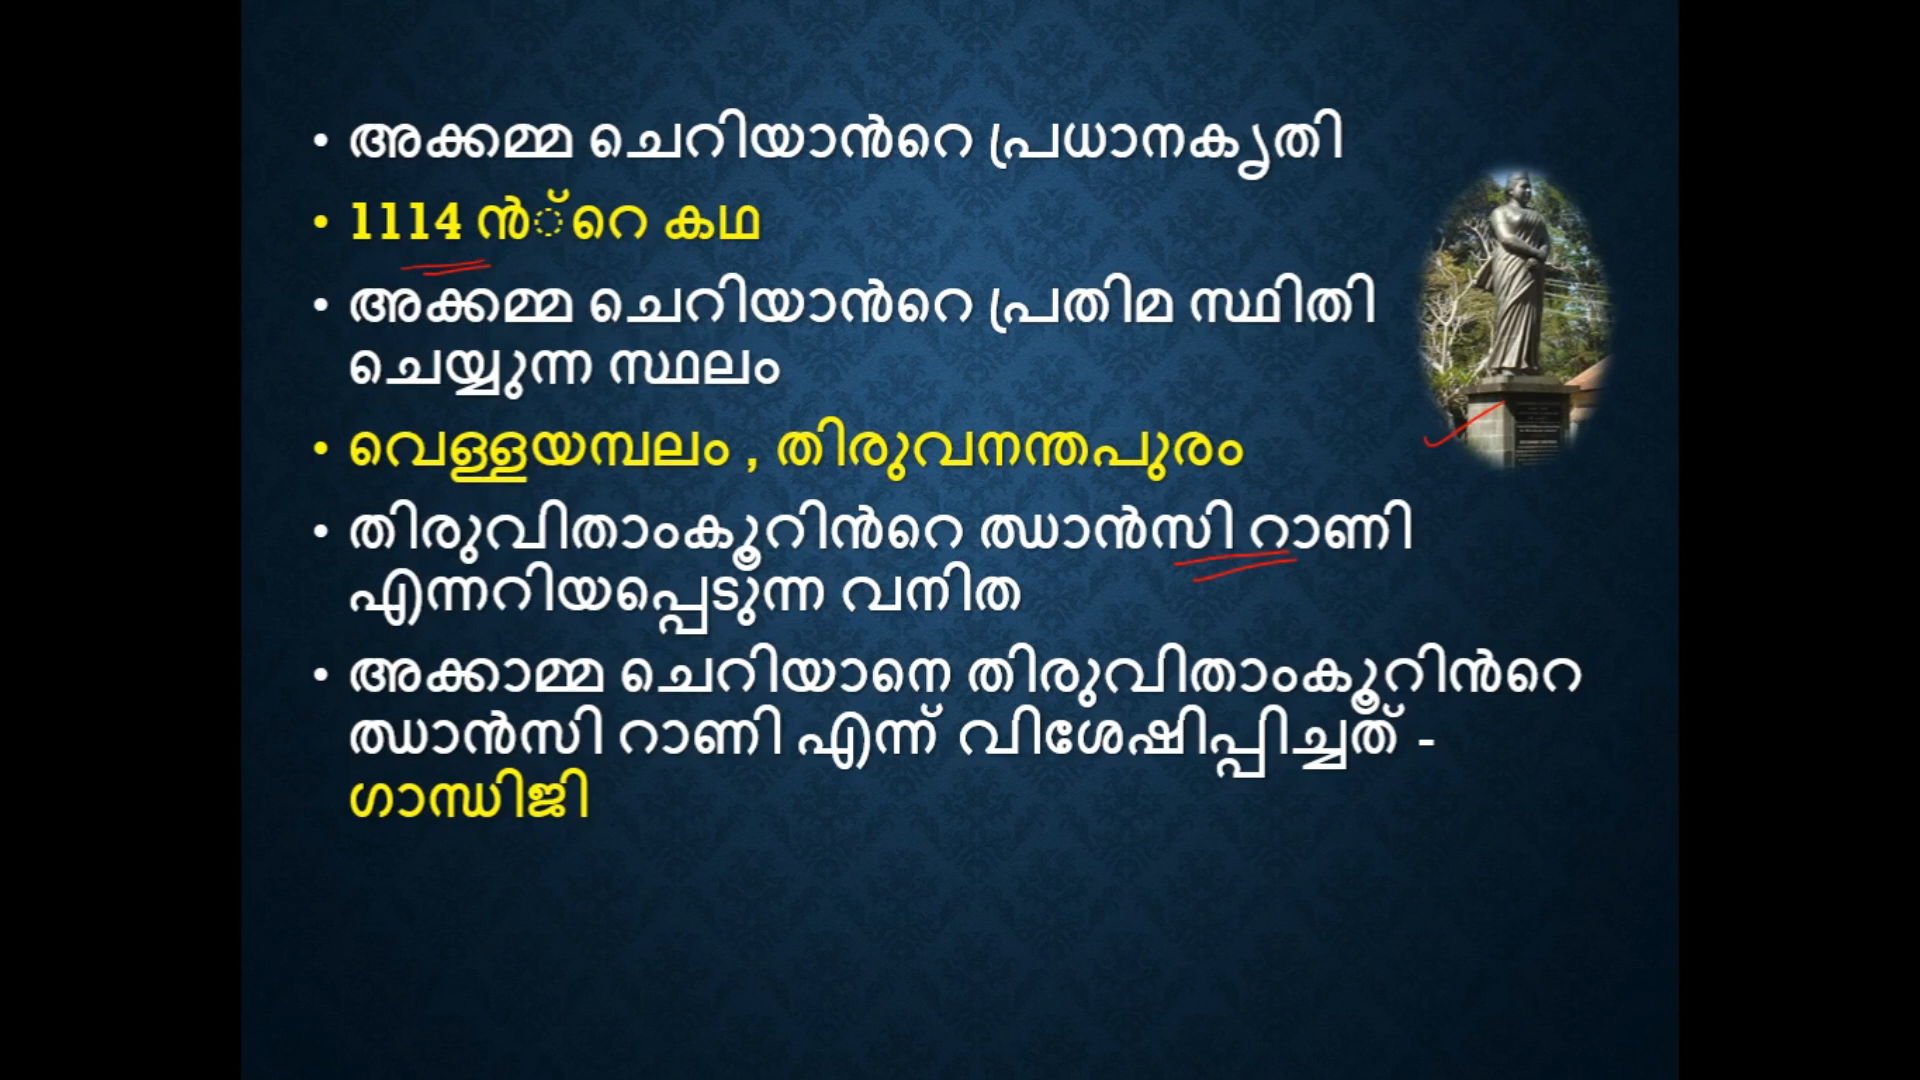 • അക്കമ്മ ചെറിയാൻറെ പ്രധാനകൃതി
• 1114 ൻ്റെ കഥ
• അക്കമ്മ ചെറിയാൻറെ പ്രതിമ സ്ഥിതി
ചെയ്യുന്ന സ്ഥലം
• വെള്ളയമ്പലം , തിരുവനന്തപുരം
• തിരുവിതാംകൂറിൻറെ ഝാൻസി റാണി
എന്നറിയപ്പെടുന്ന വനിത
• അക്കാമ്മ ചെറിയാനെ തിരുവിതാംകൂറിൻറെ
ഝാൻസി റാണി എന്ന് വിശേഷിപ്പിച്ചത് -
ഗാന്ധിജി